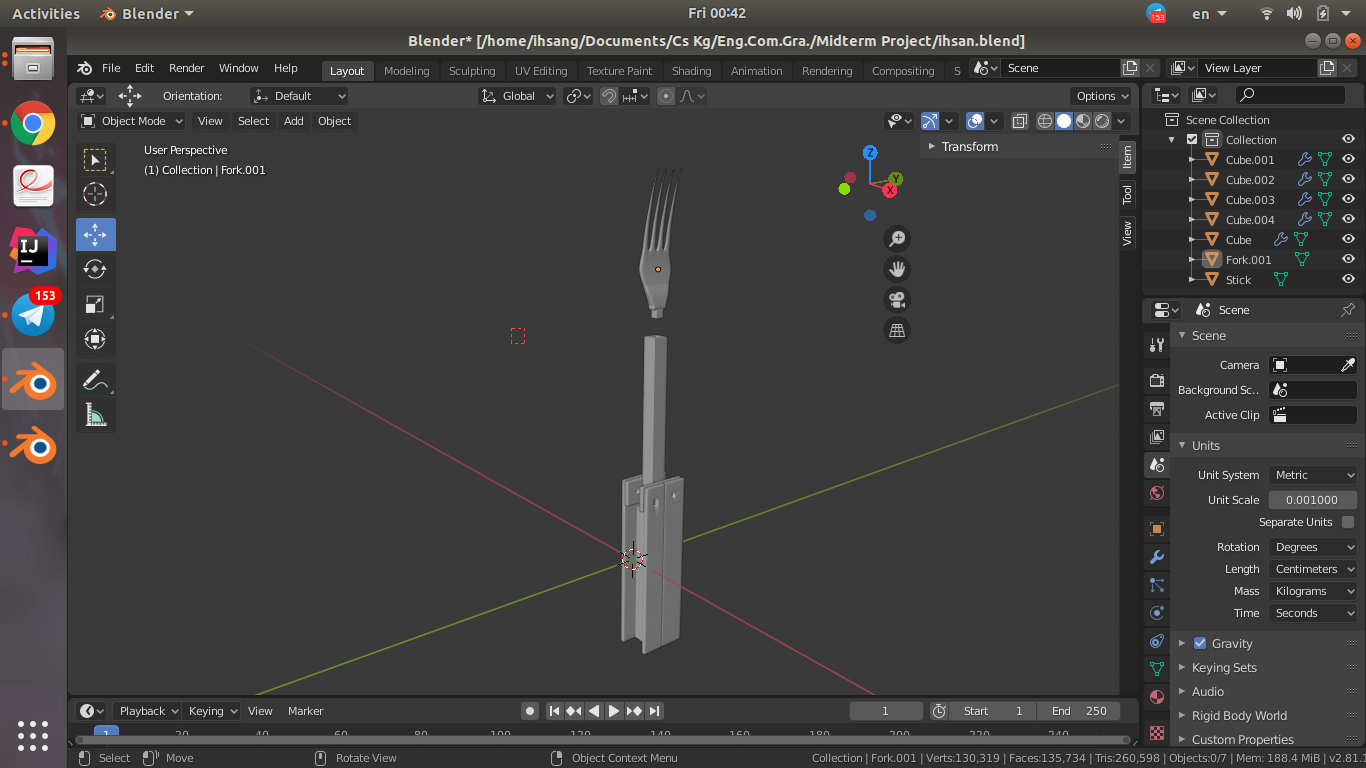 Activities Blender Fri 00:42 153 en
Blender* [/home/ihsang/Documents/Cs Kg/Eng.Com.Gra./Midterm Project/ihsan.blend]
File Edit Render Window Help Layout Modeling Sculpting UV Editing Texture Paint Shading Animation Rendering Compositing S Scene View Layer
Orientation: Default Global Options
Object Mode View Select Add Object
User Perspective
(1) Collection | Fork.001
Transform
Item
Tool
View
Z
Y
X
Scene Collection
Collection
Cube.001
Cube.002
Cube.003
Cube.004
Cube
Fork.001
Stick
Scene
Scene
Camera
Background Sc..
Active Clip
Units
Unit System Metric
Unit Scale 0.001000
Separate Units
Rotation Degrees
Length Centimeters
Mass Kilograms
Time Seconds
Gravity
Keying Sets
Audio
Rigid Body World
Custom Properties
IJ
153
Playback Keying View Marker 1 Start 1 End 250
1 20 40 60 80 100 120 140 160 180 200 220 240
Select Move Rotate View Object Context Menu Collection | Fork.001 | Verts:130,319 | Faces:135,734 | Tris:260,598 | Objects:0/7 | Mem: 188.4 MiB | v2.81.